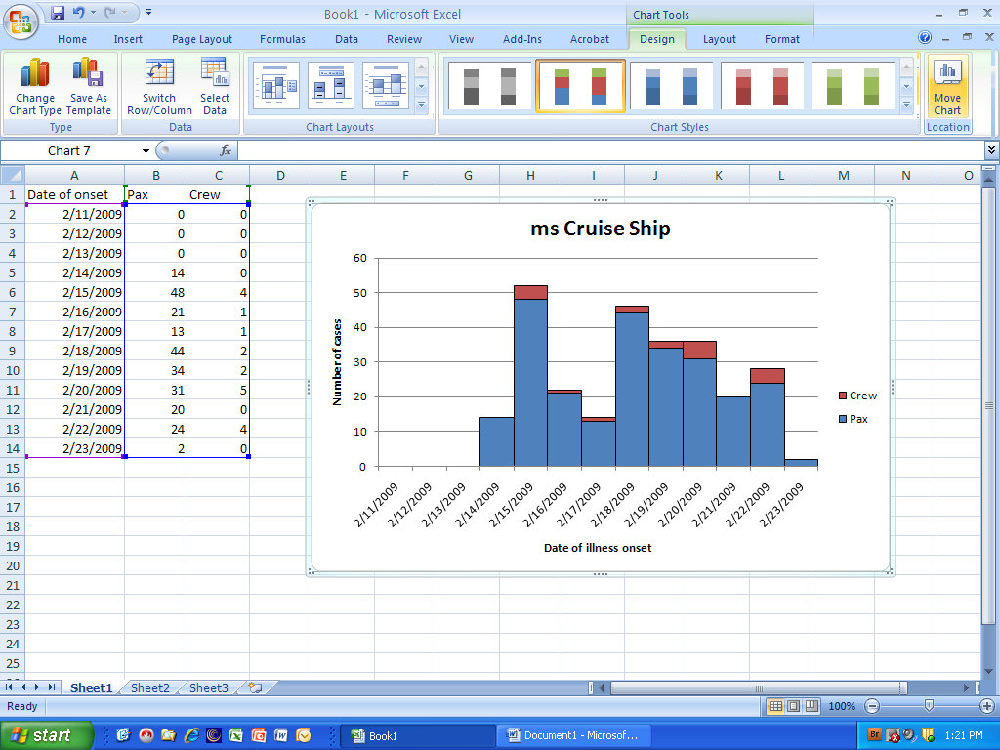 Book1 - Microsoft Excel
Chart Tools
Home Insert Page Layout Formulas Data Review View Add-Ins Acrobat Design Layout Format
Change Chart Type
Save As Template
Switch Row/Column
Select Data
Move Chart
Type Data Chart Layouts Chart Styles Location
Chart 7 fx
A B C D E F G H I J K L M N O
1 Date of onset Pax Crew
2 2/11/2009 0 0
3 2/12/2009 0 0
4 2/13/2009 0 0
5 2/14/2009 14 0
6 2/15/2009 48 4
7 2/16/2009 21 1
8 2/17/2009 13 1
9 2/18/2009 44 2
10 2/19/2009 34 2
11 2/20/2009 31 5
12 2/21/2009 20 0
13 2/22/2009 24 4
14 2/23/2009 2 0
15
16
17
18
19
20
21
22
23
24
25
ms Cruise Ship
Number of cases
60
50
40
30
20
10
0
2/11/2009 2/12/2009 2/13/2009 2/14/2009 2/15/2009 2/16/2009 2/17/2009 2/18/2009 2/19/2009 2/20/2009 2/21/2009 2/22/2009 2/23/2009
Date of illness onset
Crew
Pax
Sheet1 Sheet2 Sheet3
Ready 100%
start Book1 Document1 - Microsof... Br 1:21 PM